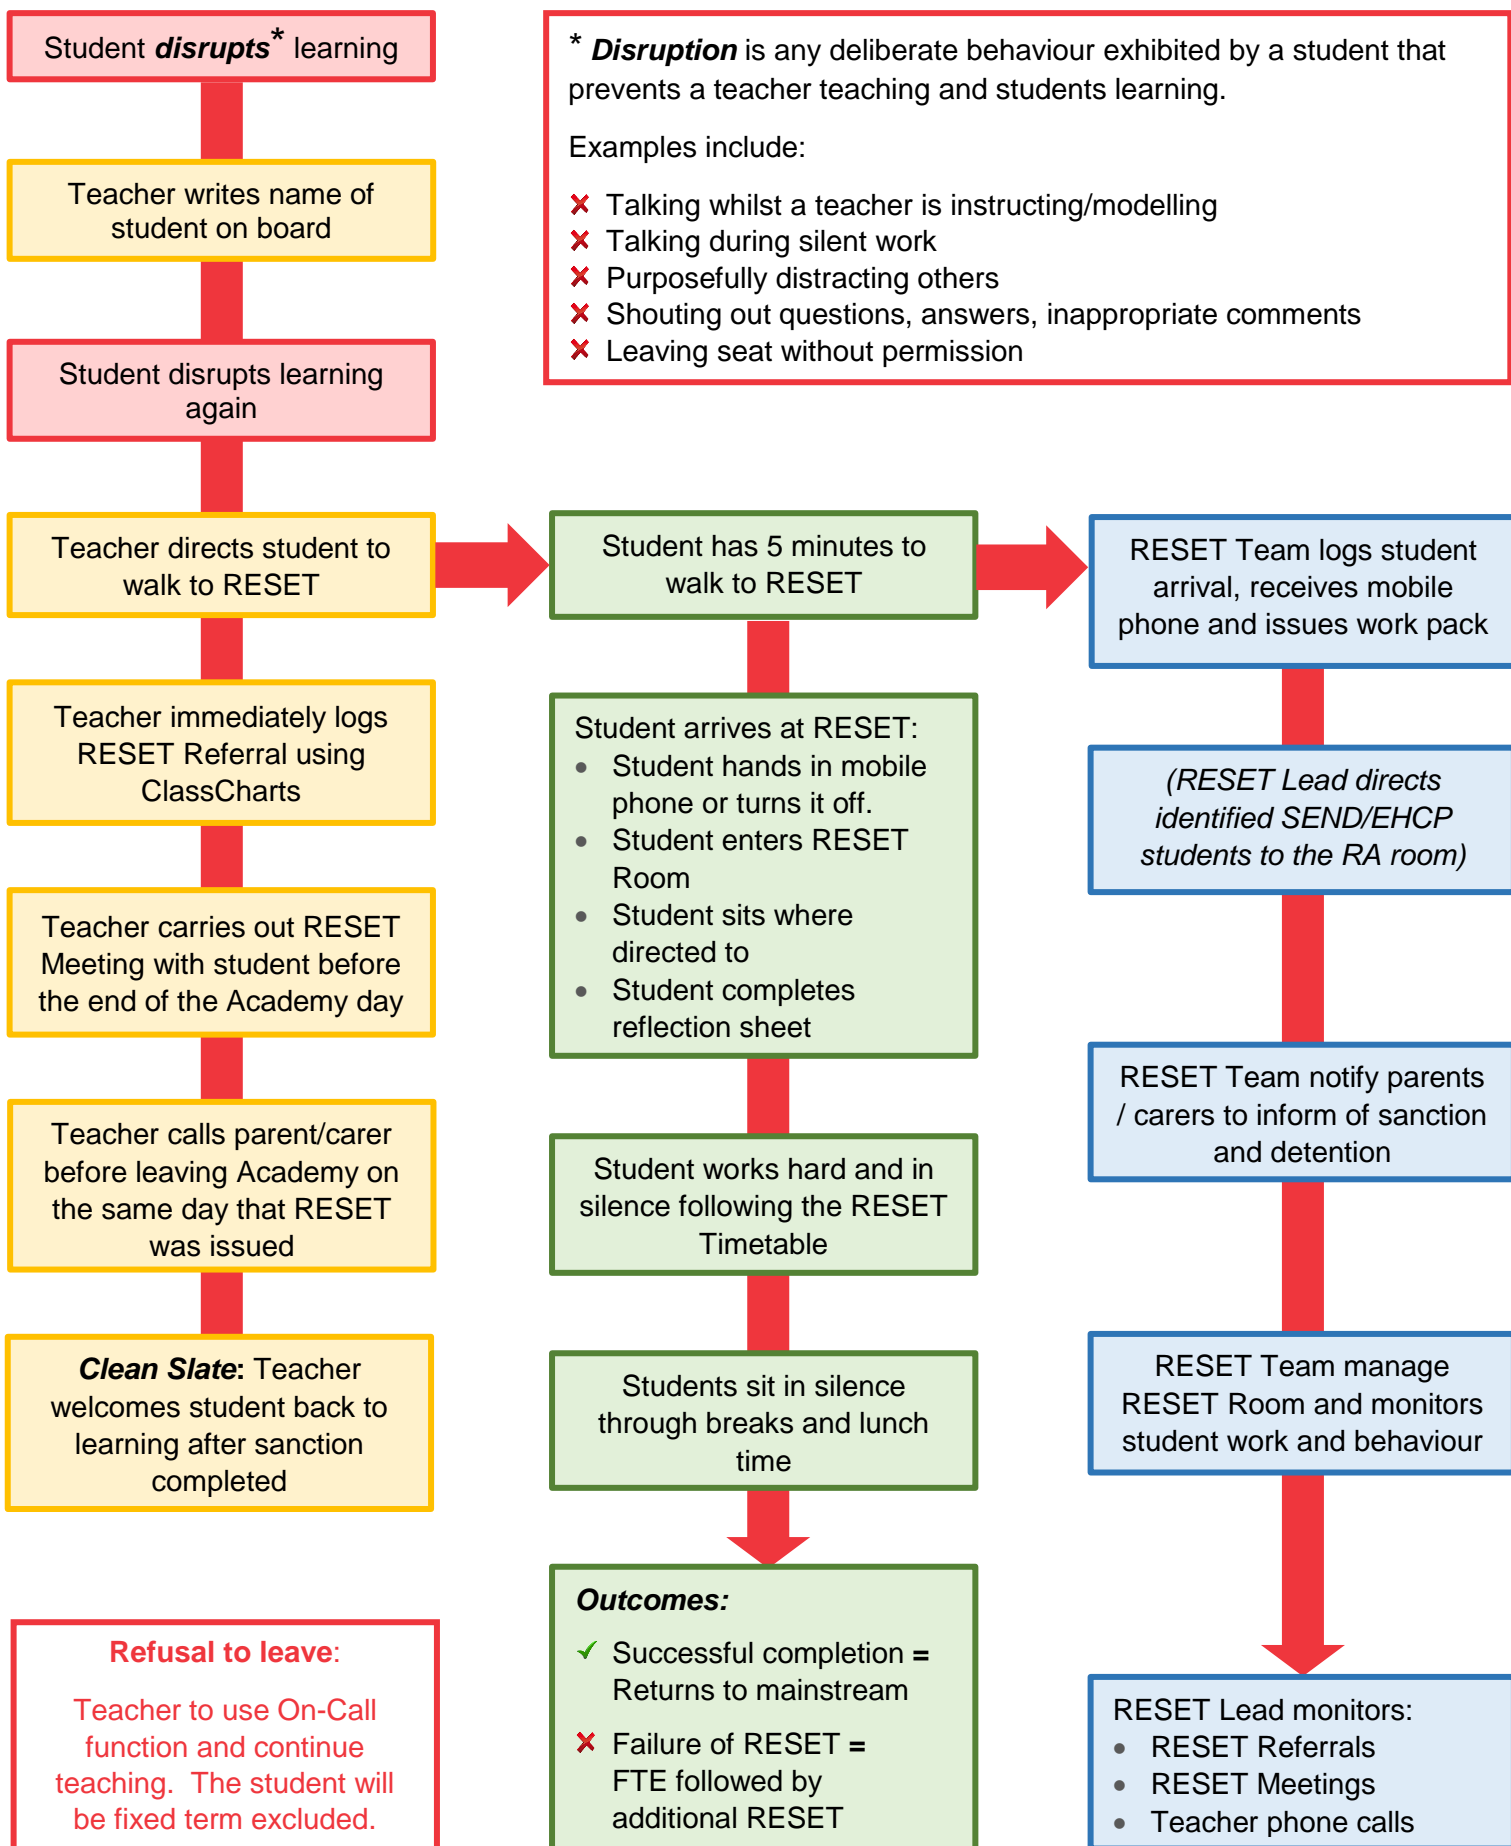 Student disrupts* learning
* Disruption is any deliberate behaviour exhibited by a student that
prevents a teacher teaching and students learning.
Examples include:
Talking whilst a teacher is instructing/modelling
Talking during silent work
Purposefully distracting others
Shouting out questions, answers, inappropriate comments
Leaving seat without permission
Teacher writes name of
student on board
Student disrupts learning
again
Teacher directs student to
walk to RESET
Teacher immediately logs
RESET Referral using
ClassCharts
Teacher carries out RESET
Meeting with student before
the end of the Academy day
Teacher calls parent/carer
before leaving Academy on
the same day that RESET
was issued
Clean Slate: Teacher
welcomes student back to
learning after sanction
completed
Refusal to leave:
Teacher to use On-Call
function and continue
teaching. The student will
be fixed term excluded.
Student has 5 minutes to
walk to RESET
Student arrives at RESET:
• Student hands in mobile
phone or turns it off.
• Student enters RESET
Room
• Student sits where
directed to
• Student completes
reflection sheet
Student works hard and in
silence following the RESET
Timetable
Students sit in silence
through breaks and lunch
time
Outcomes:
Successful completion =
Returns to mainstream
Failure of RESET =
FTE followed by
additional RESET
RESET Team logs student
arrival, receives mobile
phone and issues work pack
(RESET Lead directs
identified SEND/EHCP
students to the RA room)
RESET Team notify parents
/ carers to inform of sanction
and detention
RESET Team manage
RESET Room and monitors
student work and behaviour
RESET Lead monitors:
• RESET Referrals
• RESET Meetings
• Teacher phone calls